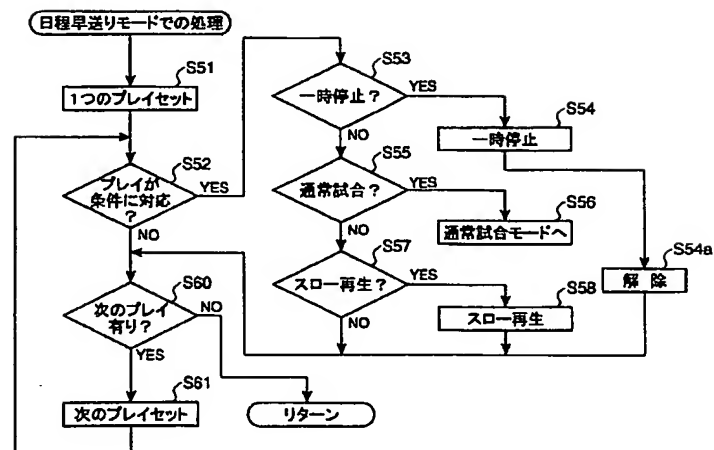 日程早送りモードでの処理
S51
1つのプレイセット
S52
プレイが
条件に対応
?
YES
NO
S53
一時停止?
YES
NO
S54
一時停止
S55
通常試合?
YES
NO
S56
通常試合モードへ
S57
スロー再生?
YES
NO
S58
スロー再生
S54a
解 除
S60
次のプレイ
有り?
NO
YES
S61
次のプレイセット
リターン